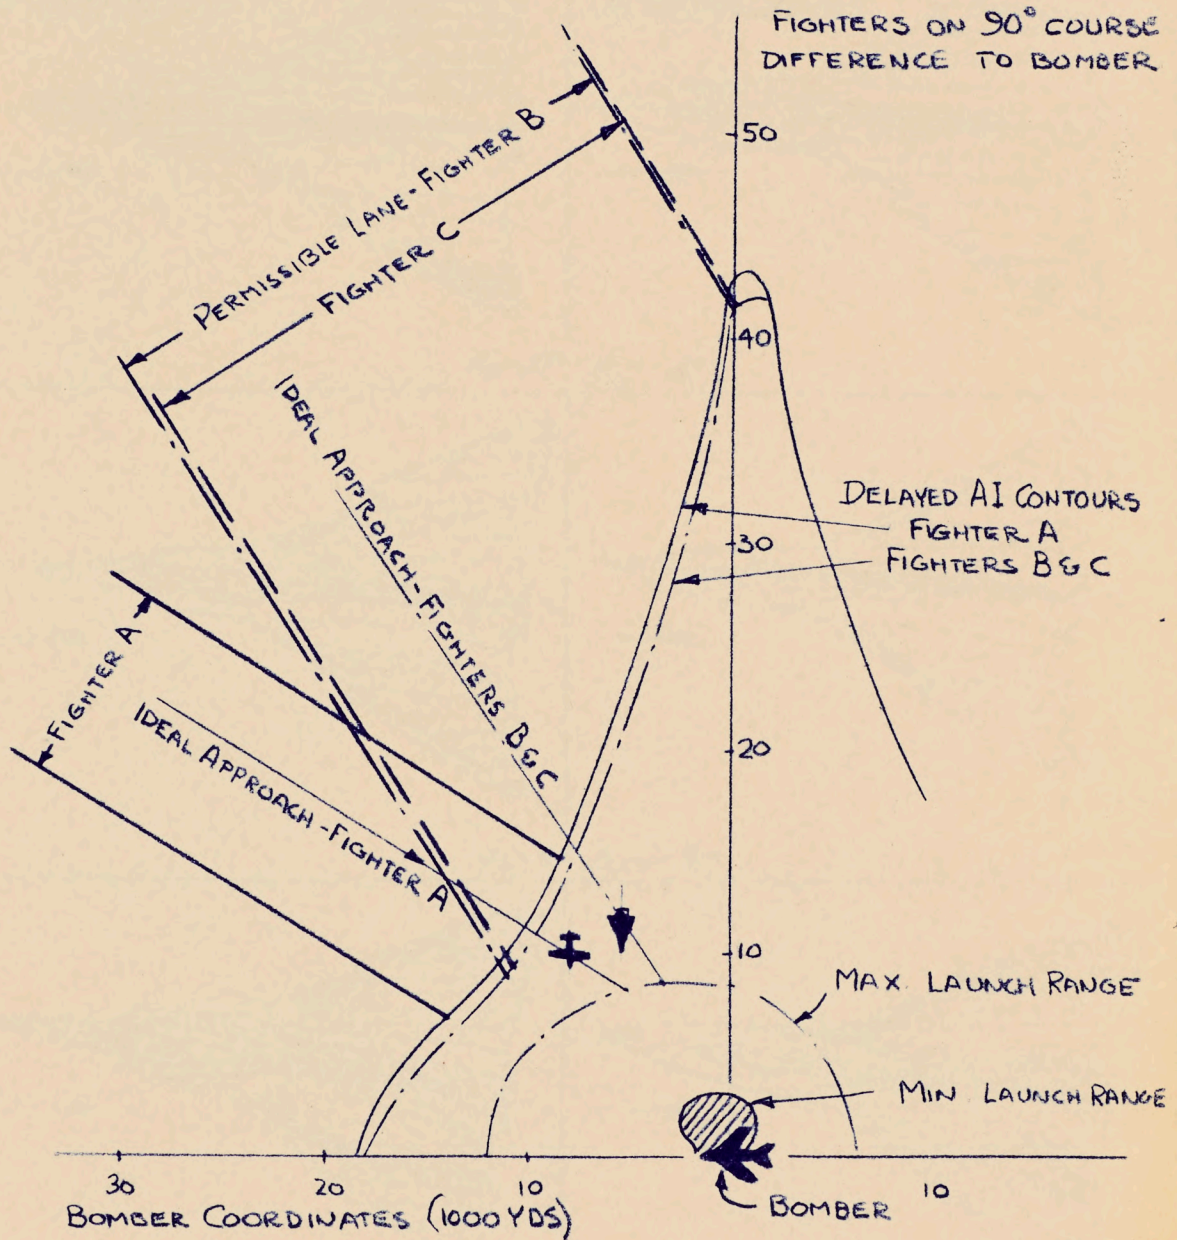 FIGHTERS ON 90° COURSE
DIFFERENCE TO BOMBER
50
PERMISSIBLE LANE - FIGHTER B
FIGHTER C
40
IDEAL APPROACH - FIGHTERS B & C
DELAYED AI CONTOURS
FIGHTER A
FIGHTERS B & C
30
FIGHTER A
IDEAL APPROACH - FIGHTER A
20
10
MAX. LAUNCH RANGE
MIN LAUNCH RANGE
30
20
10
10
BOMBER
BOMBER COORDINATES (1000 YDS)